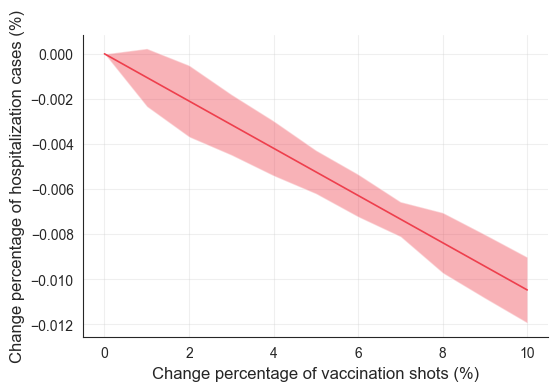 Change percentage of hospitalization cases (%)
0.000
−0.002
−0.004
−0.006
−0.008
−0.010
−0.012
0 2 4 6 8 10
Change percentage of vaccination shots (%)